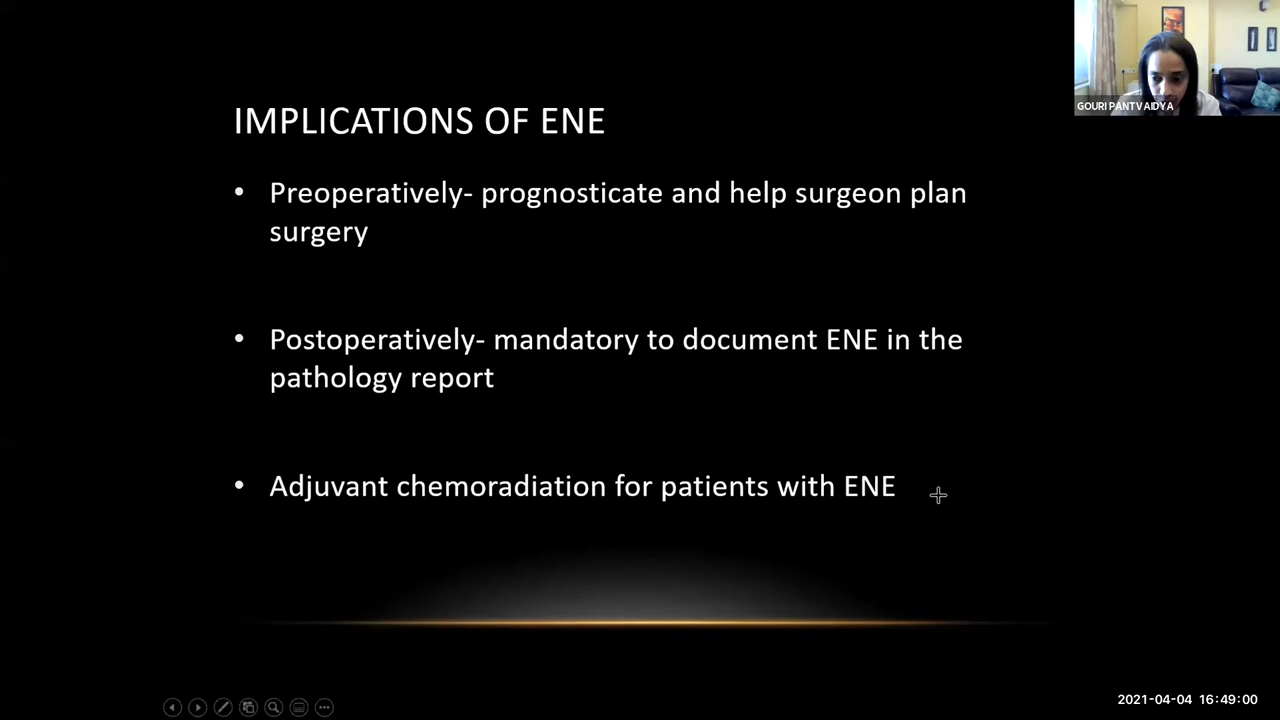 IMPLICATIONS OF ENE
• Preoperatively- prognosticate and help surgeon plan
surgery
• Postoperatively- mandatory to document ENE in the
pathology report
• Adjuvant chemoradiation for patients with ENE
GOURI PANTVAIDYA
2021-04-04 16:49:00